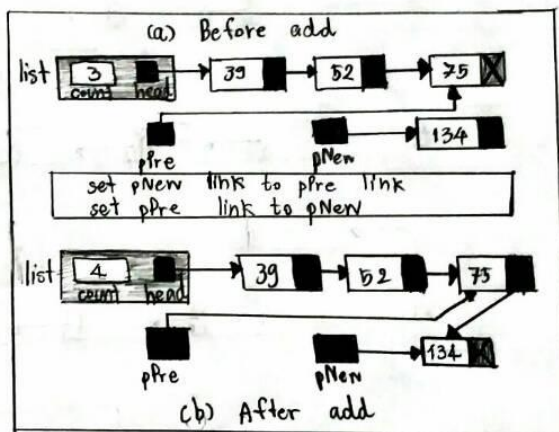 (a) Before add
list 3 39 52 75
count head
134
pPre pNew
set pNew link to pPre link
set pPre link to pNew
list 4 39 52 75
count head
134
pPre pNew
(b) After add